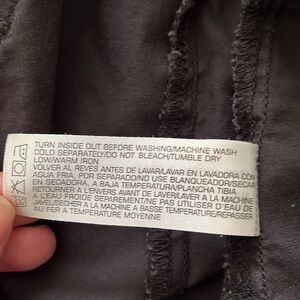 TURN INSIDE OUT BEFORE WASHING/MACHINE WASH
COLD SEPARATELY/DO NOT BLEACH/TUMBLE DRY
LOW/WARM IRON
VOLVER AL REVES ANTES DE LAVAR/LAVAR EN LAVADORA CON
AGUA FRIA, POR SEPARADO/NO USE BLANQUEADOR/SECAR
EN SECADORA, A BAJA TEMPERATURA/PLANCHA TIBIA
RETOURNER A L'ENVERS AVANT DE LAVER/LAVER A LA MACHINE
A L'EAU FROIDE SEPAREMENT/NE PAS UTILISER D'EAU DE
JAVEL/SECHER A LA MACHINE A BASSE TEMPERATURE/REPASSER
AU FER A TEMPERATURE MOYENNE